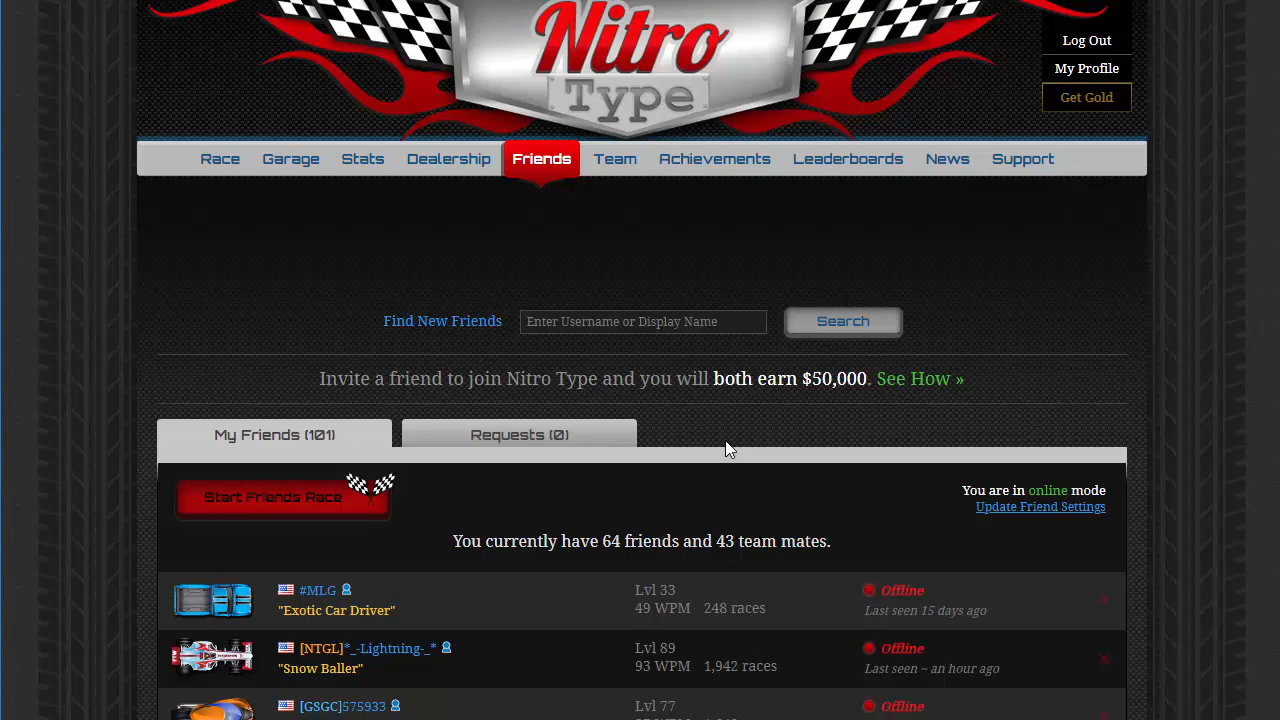 Nitro
Type
Log Out
My Profile
Get Gold
Race Garage Stats Dealership Friends Team Achievements Leaderboards News Support
Find New Friends Enter Username or Display Name Search
Invite a friend to join Nitro Type and you will both earn $50,000. See How »
My Friends (101) Requests (0)
Start Friends Race
You are in online mode
Update Friend Settings
You currently have 64 friends and 43 team mates.
#MLG Lvl 33 Offline
"Exotic Car Driver" 49 WPM 248 races Last seen 15 days ago
[NTGL]*_-Lightning-_* Lvl 89 Offline
"Snow Baller" 93 WPM 1,942 races Last seen ~ an hour ago
[GSGC]575933 Lvl 77 Offline